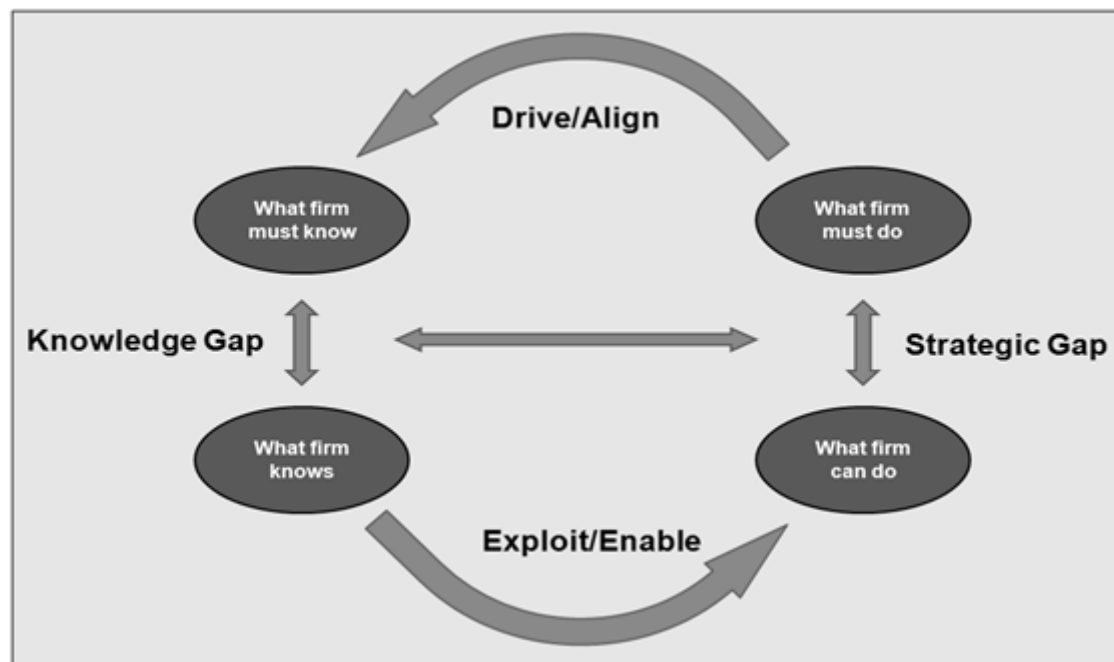 Drive/Align
What firm
must know
What firm
must do
Knowledge Gap
Strategic Gap
What firm
knows
What firm
can do
Exploit/Enable